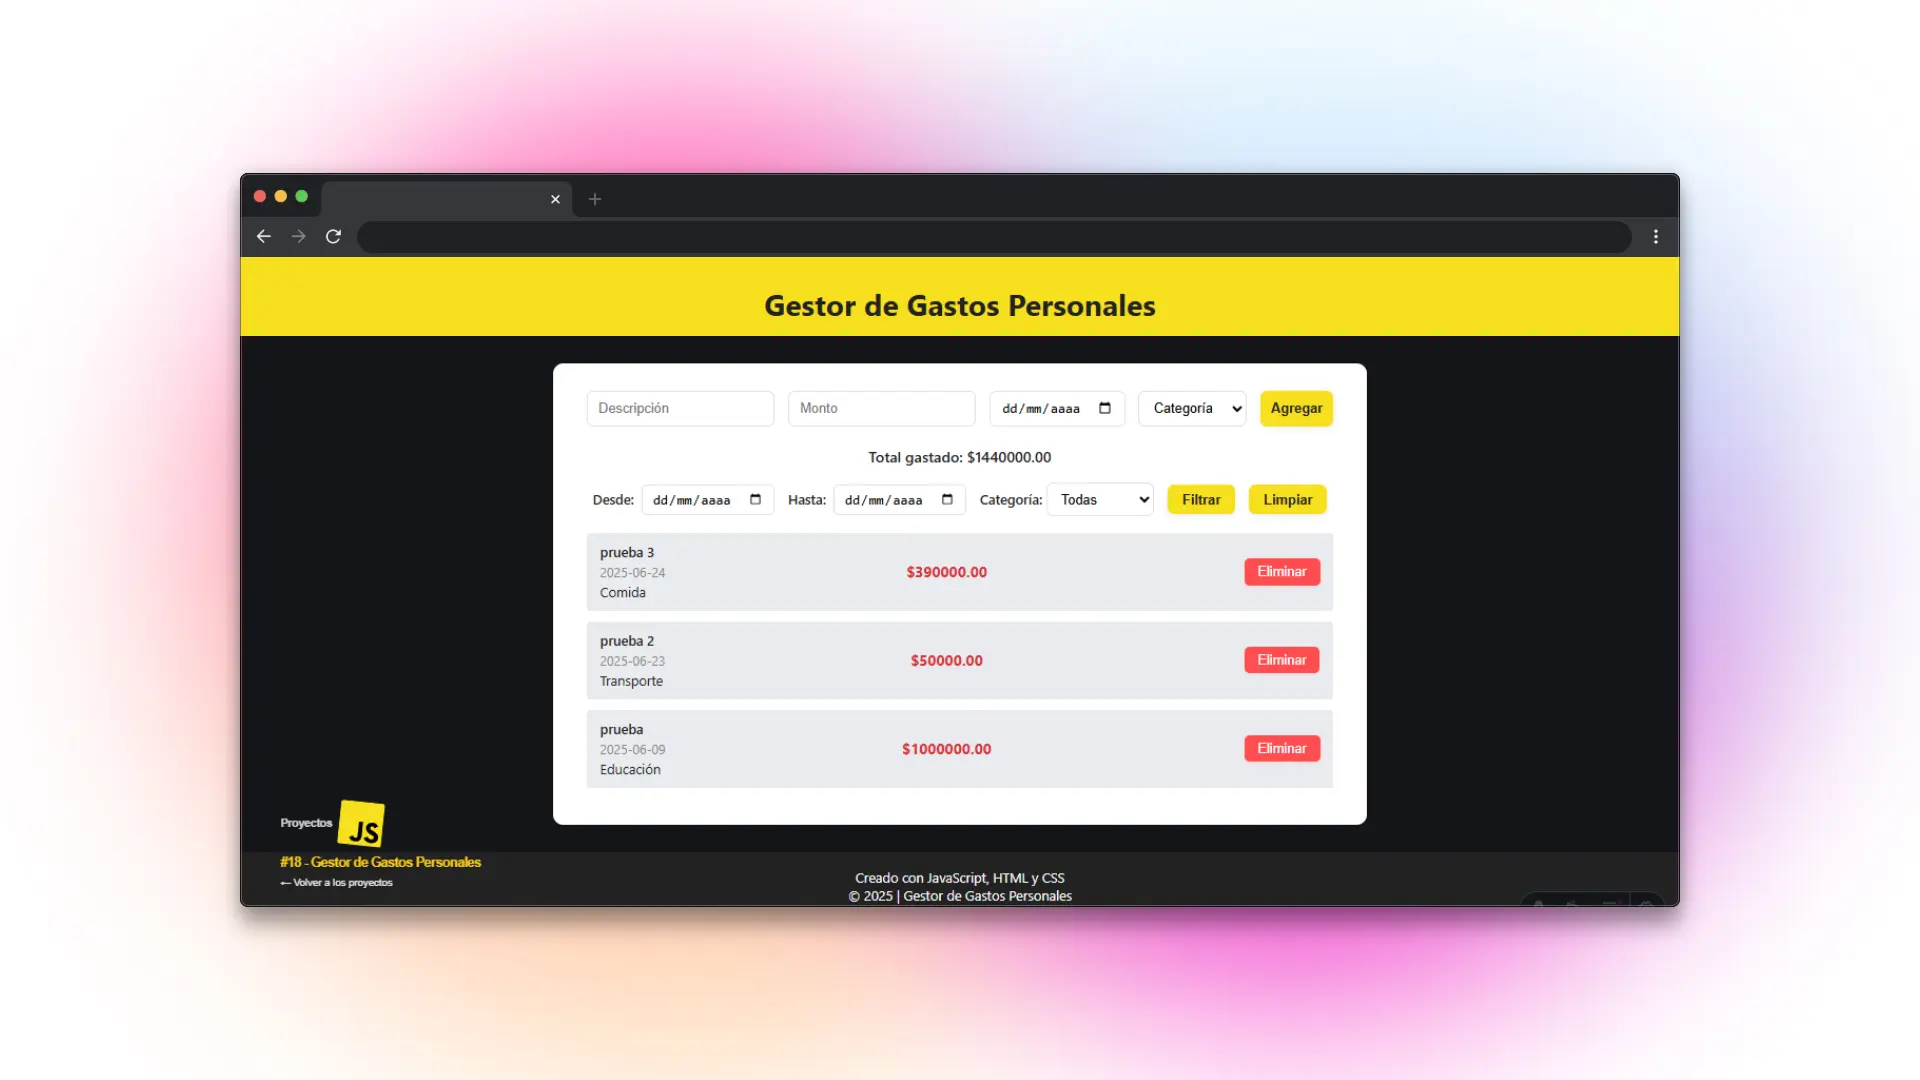 Gestor de Gastos Personales
Descripción Monto dd/mm/aaaa Categoría Agregar
Total gastado: $1440000.00
Desde: dd/mm/aaaa Hasta: dd/mm/aaaa Categoría: Todas Filtrar Limpiar
prueba 3
2025-06-24
Comida
$390000.00
Eliminar
prueba 2
2025-06-23
Transporte
$50000.00
Eliminar
prueba
2025-06-09
Educación
$1000000.00
Eliminar
Proyectos JS
#18 - Gestor de Gastos Personales
← Volver a los proyectos
Creado con JavaScript, HTML y CSS
© 2025 | Gestor de Gastos Personales